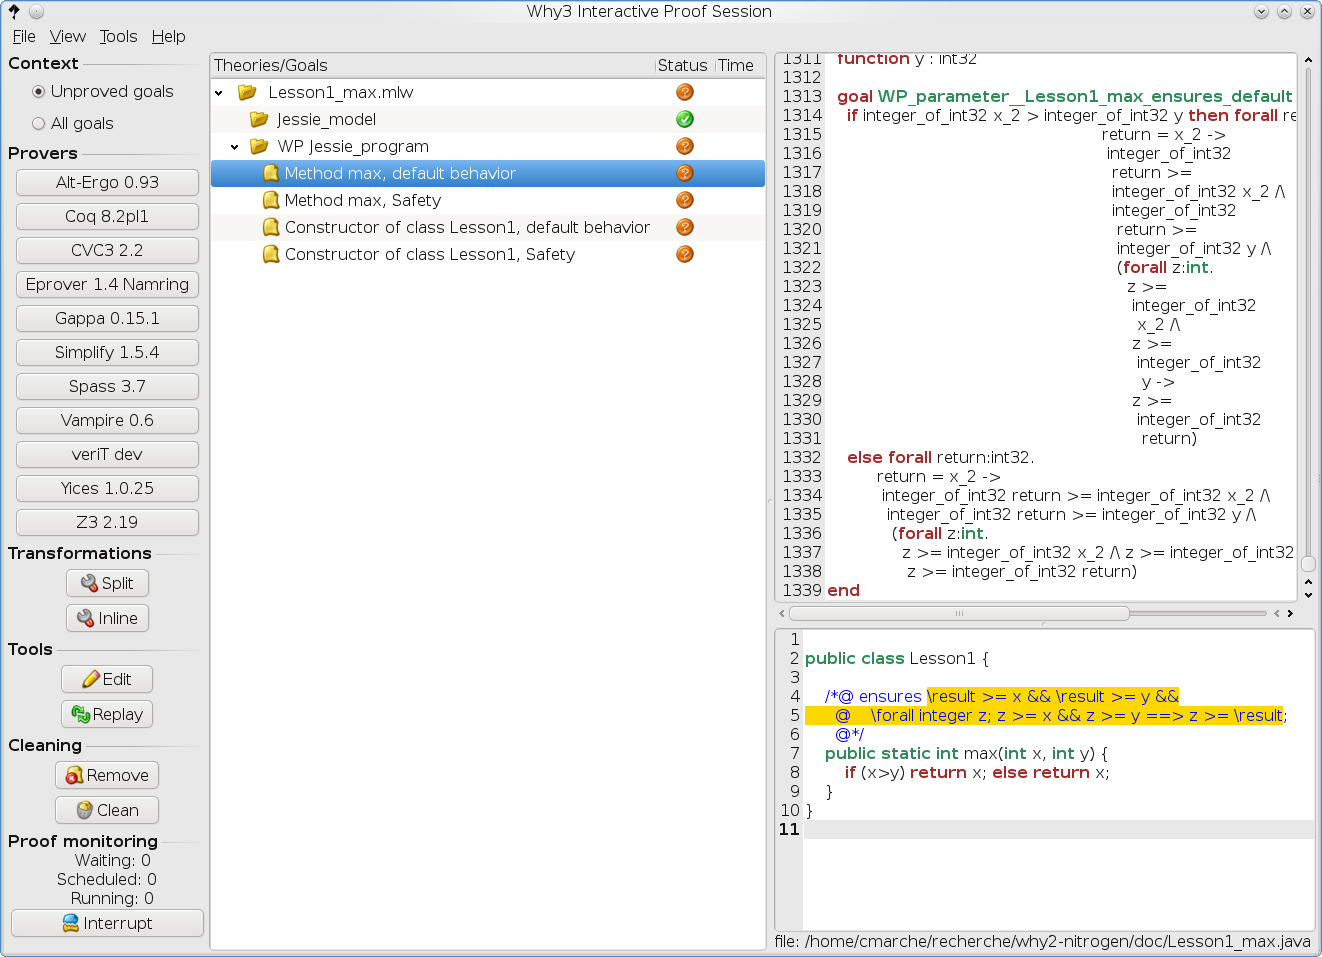 Why3 Interactive Proof Session
File View Tools Help
Context
Unproved goals
All goals
Provers
Alt-Ergo 0.93
Coq 8.2pl1
CVC3 2.2
Eprover 1.4 Namring
Gappa 0.15.1
Simplify 1.5.4
Spass 3.7
Vampire 0.6
veriT dev
Yices 1.0.25
Z3 2.19
Transformations
Split
Inline
Tools
Edit
Replay
Cleaning
Remove
Clean
Proof monitoring
Waiting: 0
Scheduled: 0
Running: 0
Interrupt
Theories/Goals Status Time
Lesson1_max.mlw
Jessie_model
WP Jessie_program
Method max, default behavior
Method max, Safety
Constructor of class Lesson1, default behavior
Constructor of class Lesson1, Safety
1311 function y : int32
1312
1313 goal WP_parameter__Lesson1_max_ensures_default
1314 if integer_of_int32 x_2 > integer_of_int32 y then forall re
1315 return = x_2 ->
1316 integer_of_int32
1317 return >=
1318 integer_of_int32 x_2 /\
1319 integer_of_int32
1320 return >=
1321 integer_of_int32 y /\
1322 (forall z:int.
1323 z >=
1324 integer_of_int32
1325 x_2 /\
1326 z >=
1327 integer_of_int32
1328 y ->
1329 z >=
1330 integer_of_int32
1331 return)
1332 else forall return:int32.
1333 return = x_2 ->
1334 integer_of_int32 return >= integer_of_int32 x_2 /\
1335 integer_of_int32 return >= integer_of_int32 y /\
1336 (forall z:int.
1337 z >= integer_of_int32 x_2 /\ z >= integer_of_int32
1338 z >= integer_of_int32 return)
1339 end
1
2 public class Lesson1 {
3
4 /*@ ensures \result >= x && \result >= y &&
5 @ \forall integer z; z >= x && z >= y ==> z >= \result;
6 @*/
7 public static int max(int x, int y) {
8 if (x>y) return x; else return x;
9 }
10 }
11
file: /home/cmarche/recherche/why2-nitrogen/doc/Lesson1_max.java